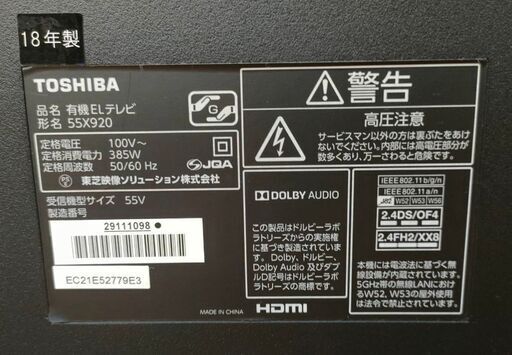 18年製
TOSHIBA
品名 有機ELテレビ
形名 55X920
定格電圧 100V～
定格消費電力 385W
定格周波数 50/60 Hz
JQA
東芝映像ソリューション株式会社
受信機型サイズ 55V
製造番号
29111098 ●
EC21E52779E3
警告
高圧注意
サービスマン以外の方は裏ぶたをあけ
ないでください。内部には高電圧部分が
数多くあり、万一さわると危険です。
DOLBY AUDIO
この製品はドルビーラボ
ラトリーズからの実施権
に基づき製造されていま
す。Dolby、ドルビー、
Dolby Audio 及びダブ
ルD記号はドルビーラボ
ラトリーズの商標です。
IEEE802.11b/g/n
IEEE802.11a/n
J52 W52 W53 W56
2.4DS/OF4
2.4FH2/XX8
本機には電波法に基づく無
線設備が内蔵されています。
5GHz帯の無線LANにおけ
るW52、W53の屋外使用
は法令で禁止されています。
MADE IN CHINA
HDMI